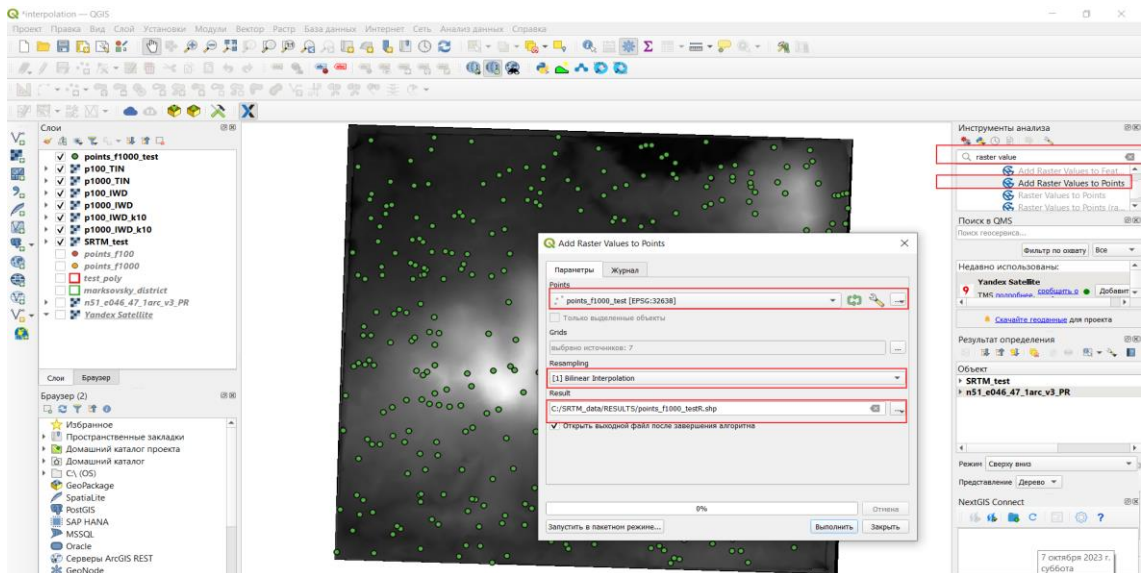 *interpolation — QGIS
Проект Правка Вид Слой Установки Модули Вектор Растр База данных Интернет Сеть Анализ данных Справка
Слои
points_f1000_test
p100_TIN
p1000_TIN
p100_IWD
p1000_IWD
p100_IWD_k10
p1000_IWD_k10
SRTM_test
points_f100
points_f1000
test_poly
marksovsky_district
n51_e046_47_1arc_v3_PR
Yandex Satellite
Слои Браузер
Браузер (2)
Избранное
Пространственные закладки
Домашний каталог проекта
Домашний каталог
C:\ (OS)
GeoPackage
SpatiaLite
PostGIS
SAP HANA
MSSQL
Oracle
Серверы ArcGIS REST
GeoNode
Add Raster Values to Points
Параметры Журнал
Points
points_f1000_test [EPSG:32638]
Только выделенные объекты
Grids
выбрано источников: 7
Resampling
[1] Bilinear Interpolation
Result
C:/SRTM_data/RESULTS/points_f1000_testR.shp
Открыть выходной файл после завершения алгоритма
0%
Отмена
Запустить в пакетном режиме...
Выполнить
Закрыть
Инструменты анализа
raster value
Add Raster Values to Feat...
Add Raster Values to Points
Raster Values to Points
Raster Values to Points (ra...
Поиск в QMS
Поиск геосервиса...
Фильтр по охвату Все
Недавно использованы:
Yandex Satellite
TMS подробнее, сообщить о
Добавит
Скачайте геоданные для проекта
Результат определения
Объект
SRTM_test
n51_e046_47_1arc_v3_PR
Режим Сверху вниз
Представление Дерево
NextGIS Connect
7 октября 2023 г.
суббота